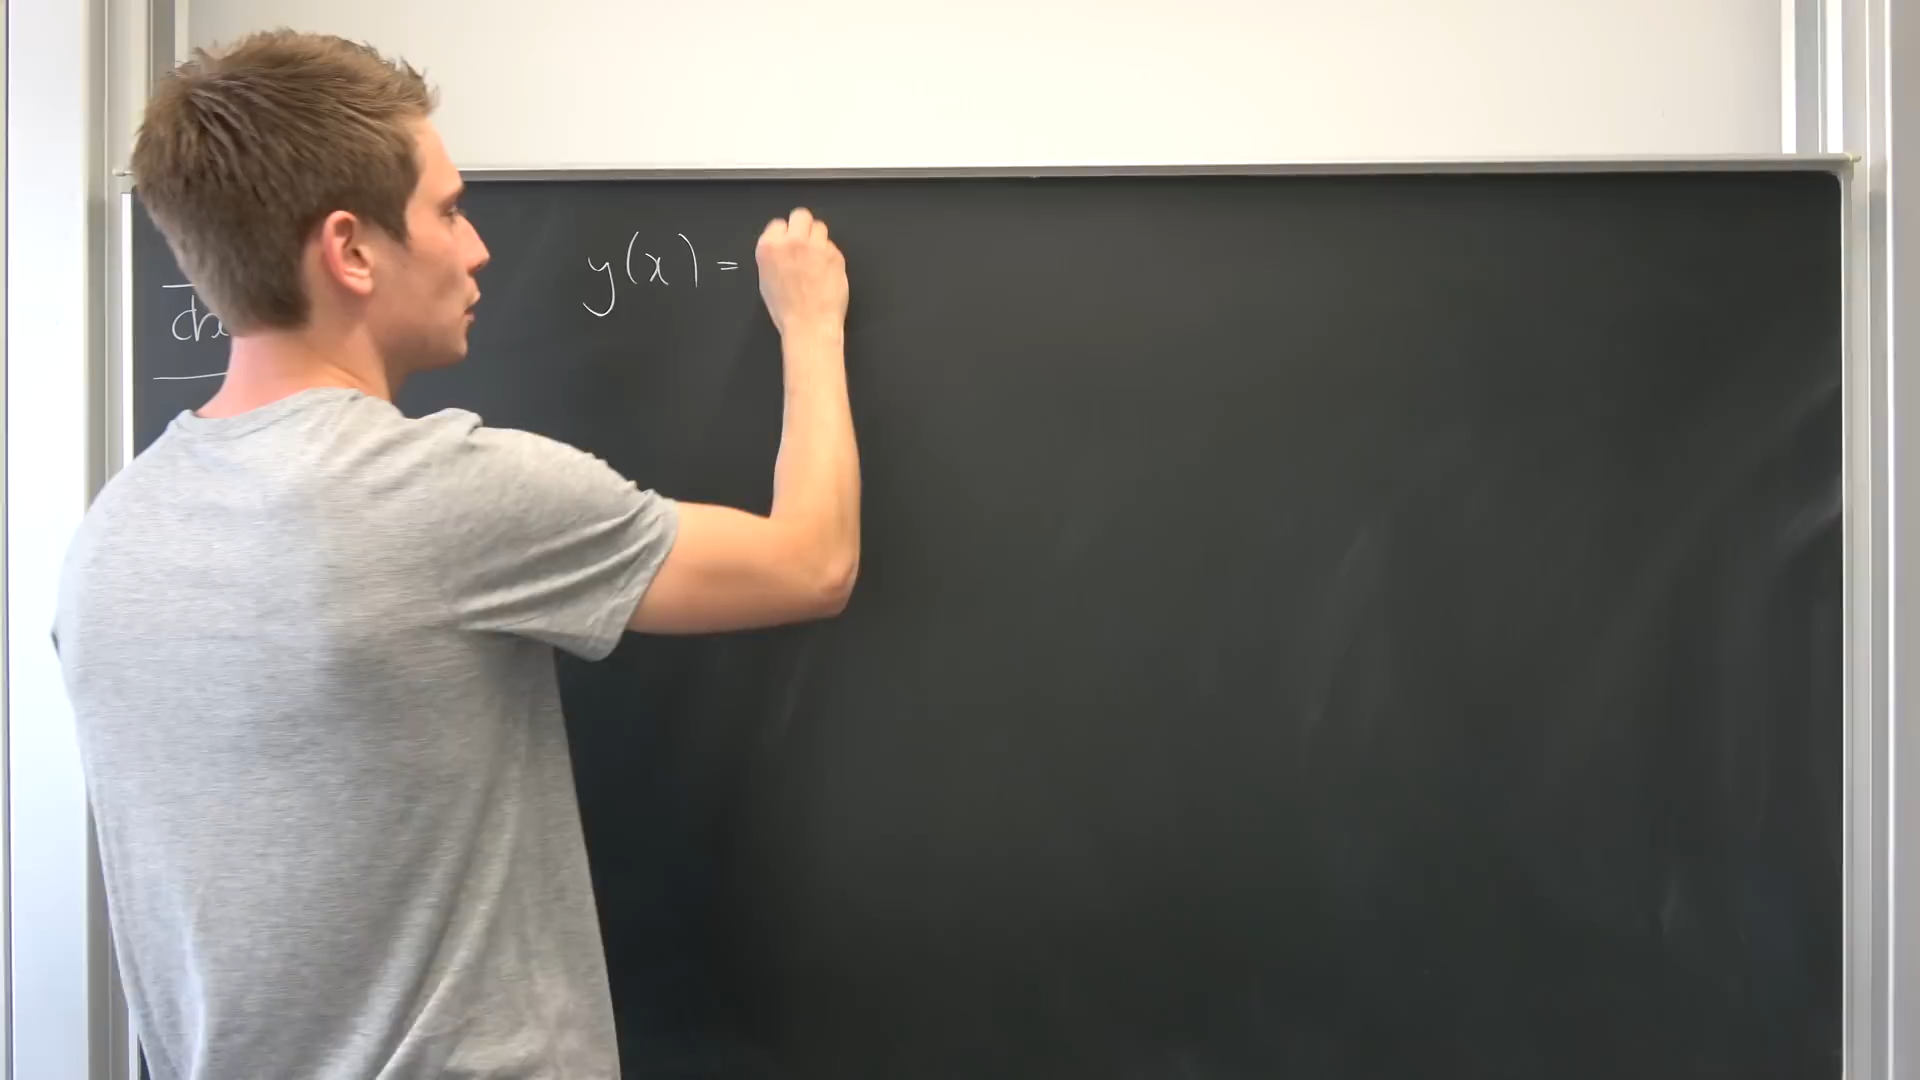 y(x) =